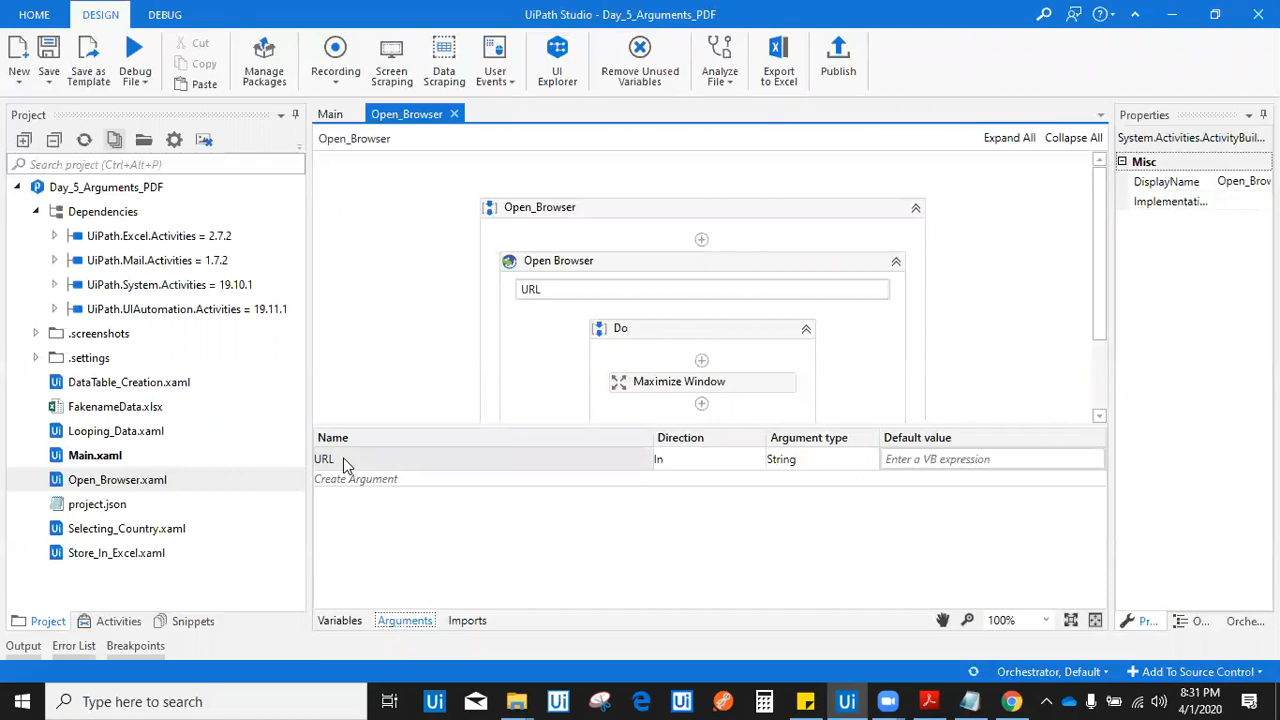 HOME DESIGN DEBUG UiPath Studio - Day_5_Arguments_PDF
New Save Save as Template Debug File Cut Copy Paste Manage Packages Recording Screen Scraping Data Scraping User Events UI Explorer Remove Unused Variables Analyze File Export to Excel Publish
Project
Main Open_Browser
Properties
Open_Browser Expand All Collapse All
System.Activities.ActivityBuil...
Search project (Ctrl+Alt+P)
Misc
Day_5_Arguments_PDF
DisplayName Open_Brow
Implementati...
Dependencies
Open_Browser
UiPath.Excel.Activities = 2.7.2
UiPath.Mail.Activities = 1.7.2
Open Browser
UiPath.System.Activities = 19.10.1
URL
UiPath.UIAutomation.Activities = 19.11.1
.screenshots
Do
.settings
DataTable_Creation.xaml
Maximize Window
FakenameData.xlsx
Looping_Data.xaml
Name Direction Argument type Default value
Main.xaml
URL In String Enter a VB expression
Open_Browser.xaml
Create Argument
project.json
Selecting_Country.xaml
Store_In_Excel.xaml
Project Activities Snippets
Variables Arguments Imports 100%
Pr... O... Orche...
Output Error List Breakpoints
Orchestrator, Default Add To Source Control
Type here to search
8:31 PM
4/1/2020